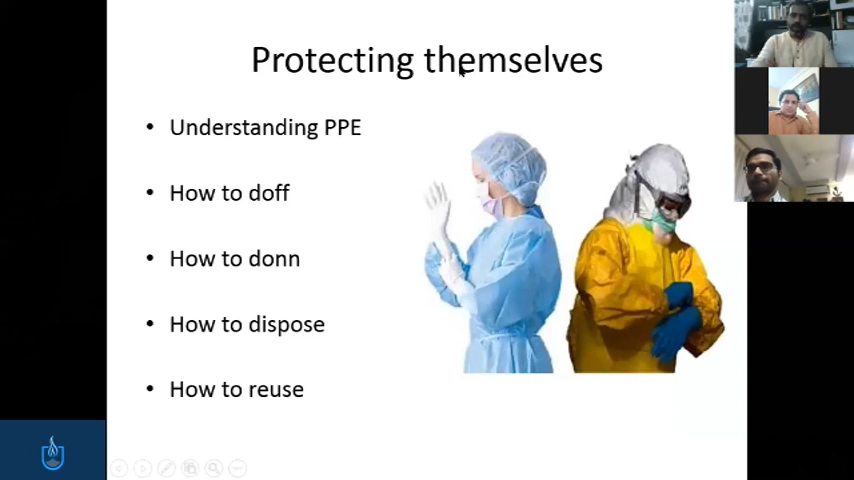 Protecting themselves
• Understanding PPE
• How to doff
• How to donn
• How to dispose
• How to reuse